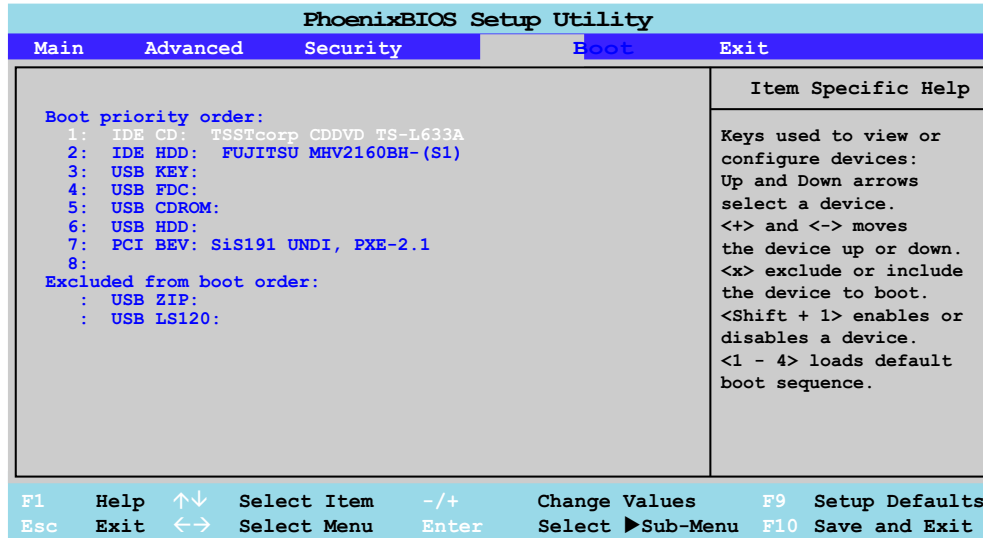 PhoenixBIOS Setup Utility
Main Advanced Security Boot Exit
Boot priority order:
1: IDE CD: TSSTcorp CDDVD TS-L633A
2: IDE HDD: FUJITSU MHV2160BH-(S1)
3: USB KEY:
4: USB FDC:
5: USB CDROM:
6: USB HDD:
7: PCI BEV: SiS191 UNDI, PXE-2.1
8:
Excluded from boot order:
: USB ZIP:
: USB LS120:
Item Specific Help
Keys used to view or
configure devices:
Up and Down arrows
select a device.
<+> and <-> moves
the device up or down.
<x> exclude or include
the device to boot.
<Shift + 1> enables or
disables a device.
<1 - 4> loads default
boot sequence.
F1 Help ↑↓ Select Item -/+ Change Values F9 Setup Defaults
Esc Exit ←→ Select Menu Enter Select ▶Sub-Menu F10 Save and Exit